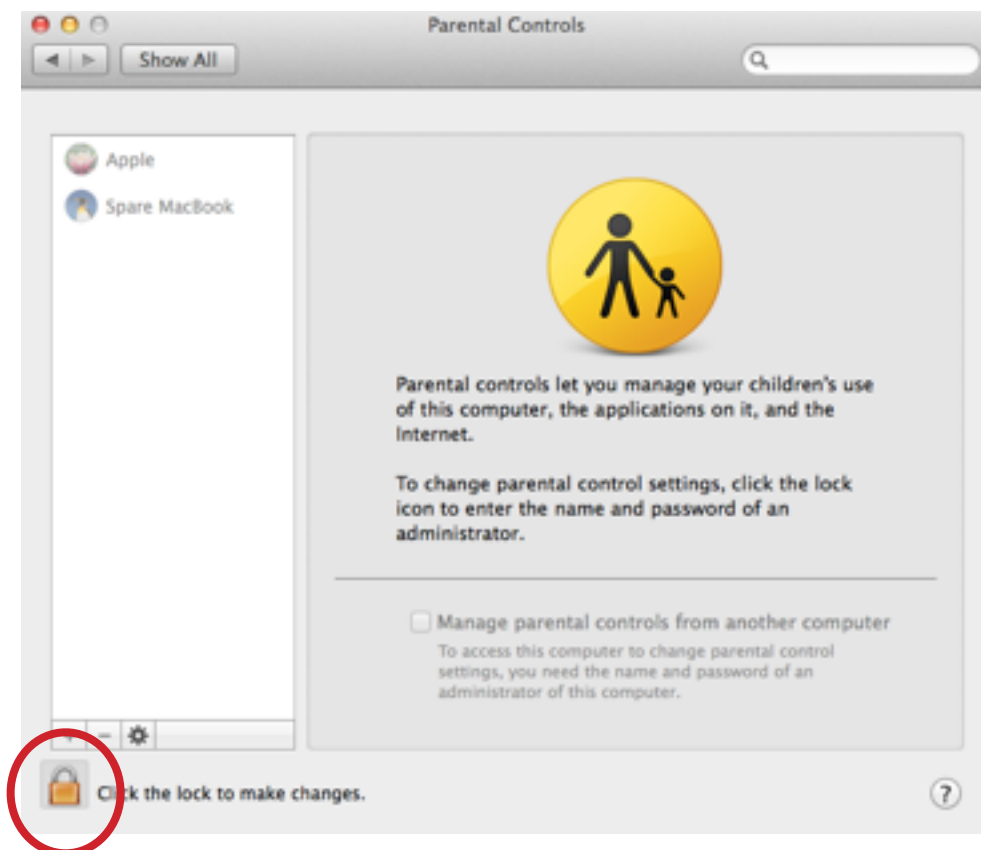 Parental Controls
Show All
Apple
Spare MacBook
Parental controls let you manage your children's use
of this computer, the applications on it, and the
Internet.
To change parental control settings, click the lock
icon to enter the name and password of an
administrator.
Manage parental controls from another computer
To access this computer to change parental control
settings, you need the name and password of an
administrator of this computer.
Click the lock to make changes.
?